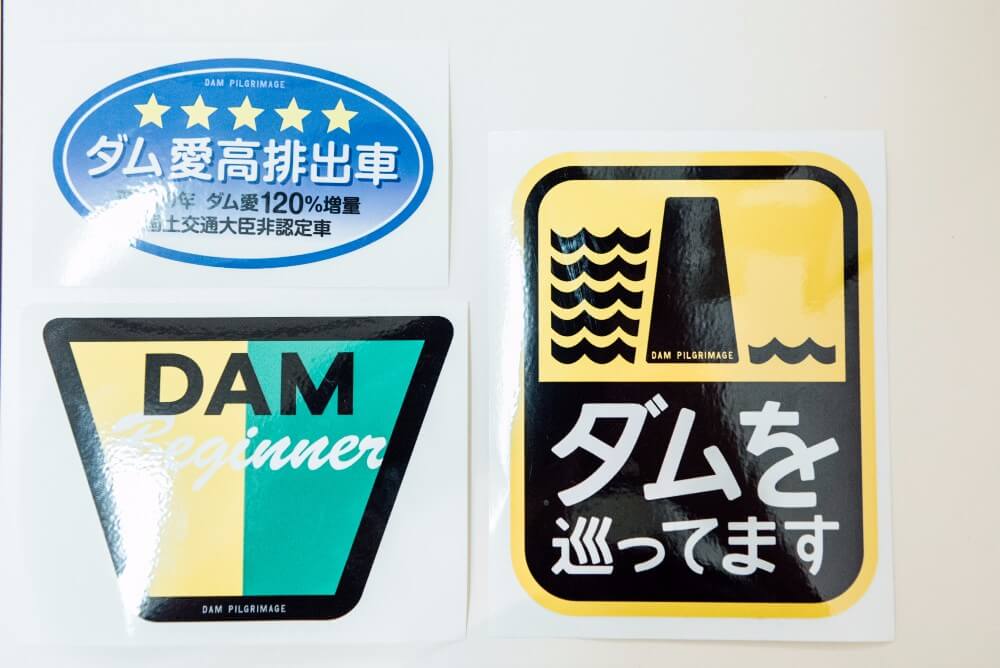 DAM PILGRIMAGE
ダム愛高排出車
年 ダム愛120%増量
国土交通大臣非認定車
DAM
Beginner
DAM PILGRIMAGE
DAM PILGRIMAGE
ダムを
巡ってます